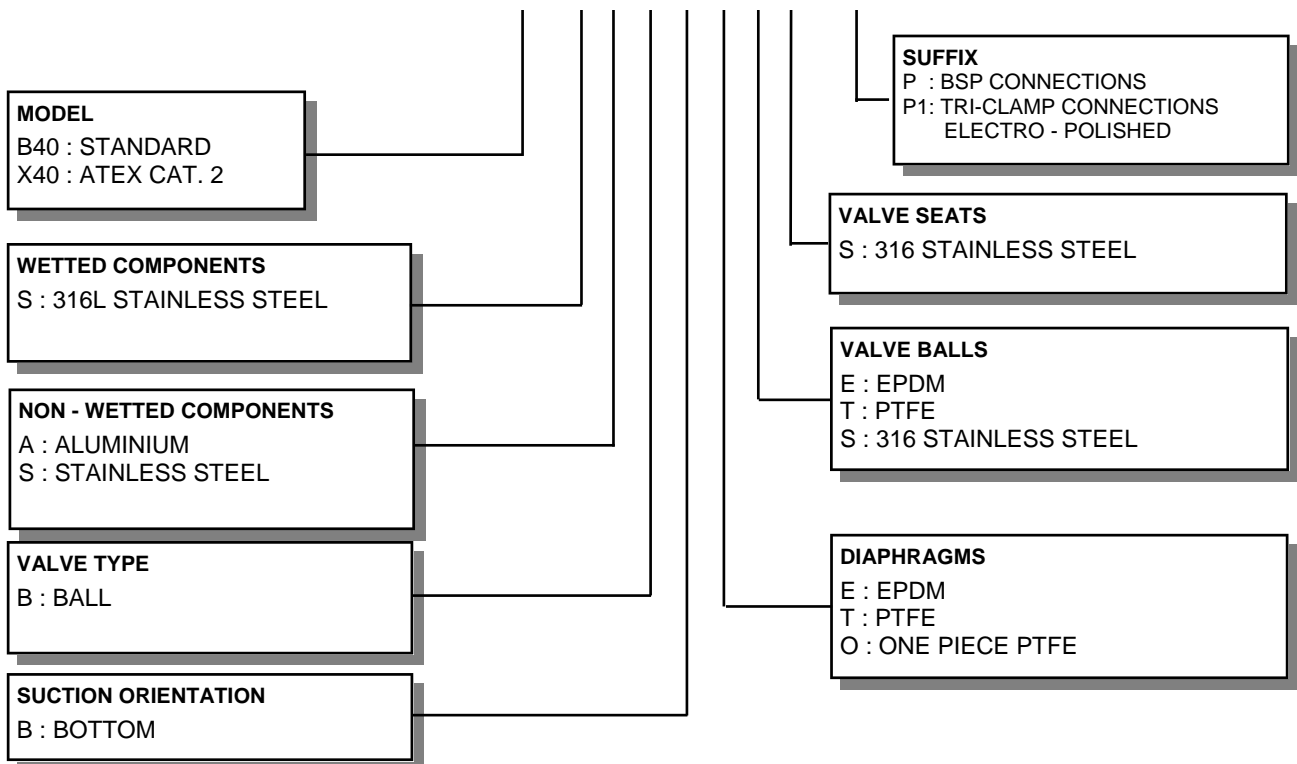 MODEL
B40 : STANDARD
X40 : ATEX CAT. 2
WETTED COMPONENTS
S : 316L STAINLESS STEEL
NON - WETTED COMPONENTS
A : ALUMINIUM
S : STAINLESS STEEL
VALVE TYPE
B : BALL
SUCTION ORIENTATION
B : BOTTOM
SUFFIX
P : BSP CONNECTIONS
P1: TRI-CLAMP CONNECTIONS
ELECTRO - POLISHED
VALVE SEATS
S : 316 STAINLESS STEEL
VALVE BALLS
E : EPDM
T : PTFE
S : 316 STAINLESS STEEL
DIAPHRAGMS
E : EPDM
T : PTFE
O : ONE PIECE PTFE